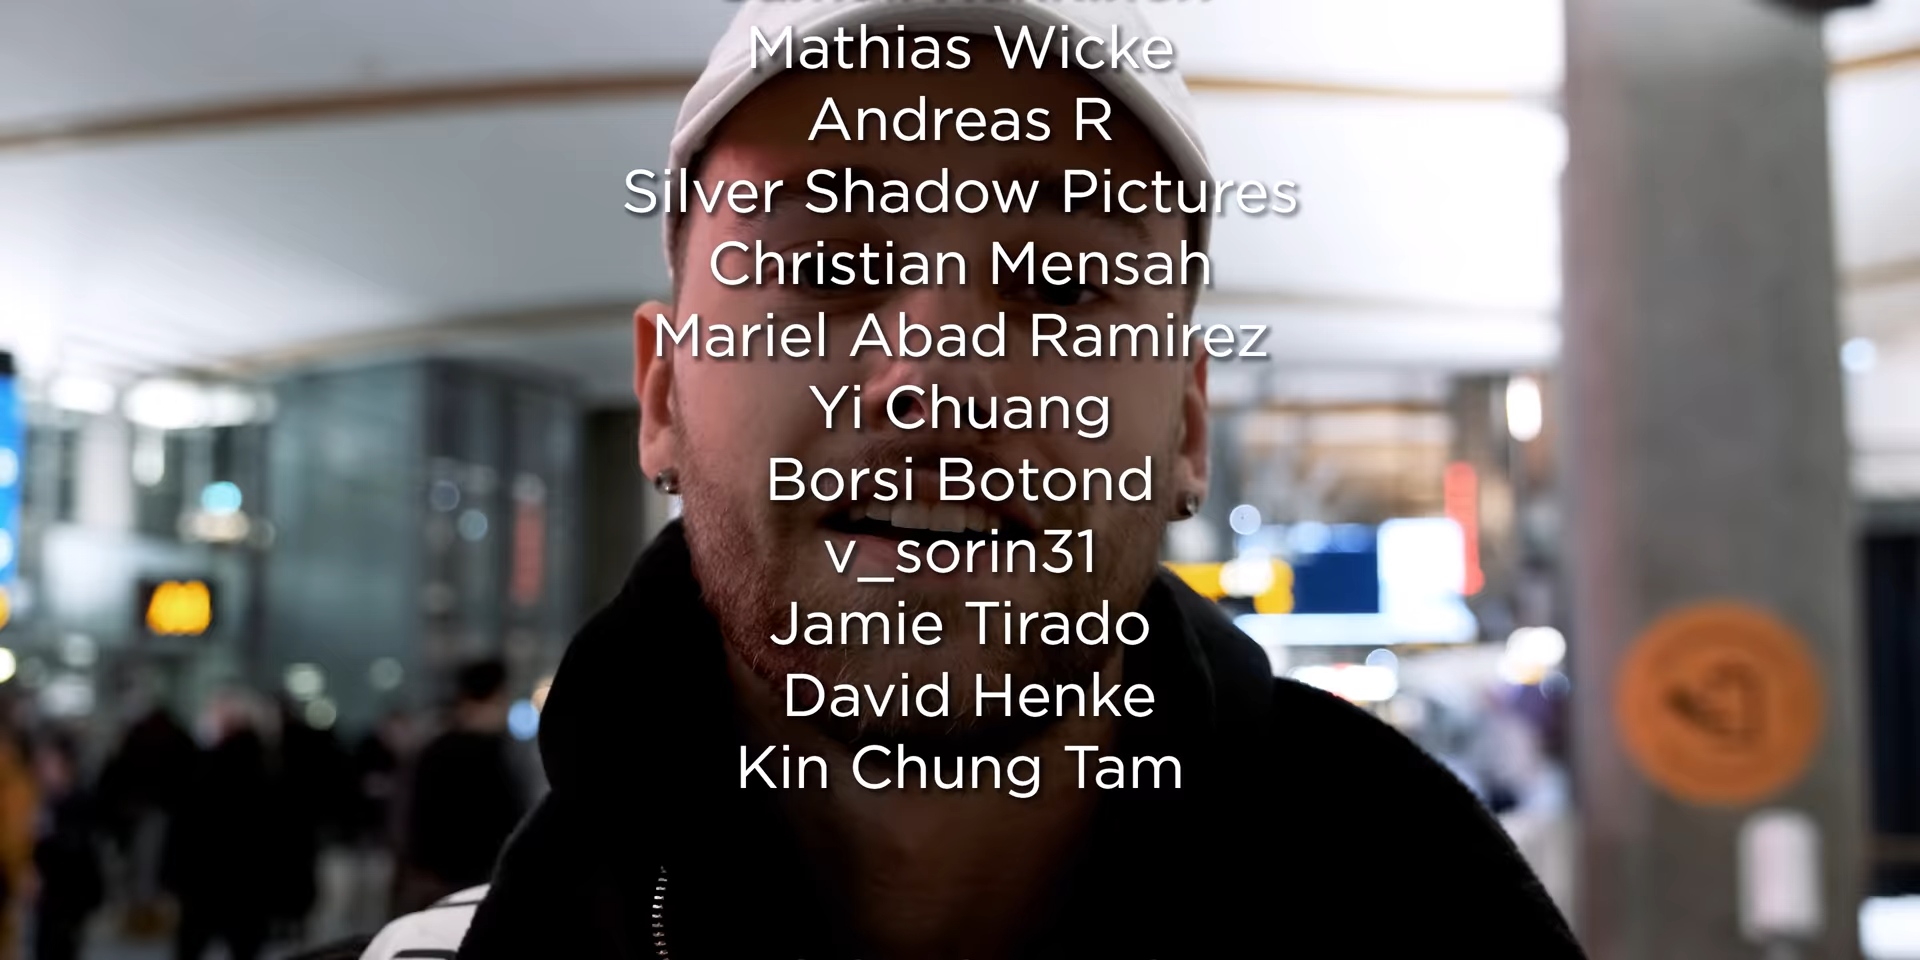 Mathias Wicke
Andreas R
Silver Shadow Pictures
Christian Mensah
Mariel Abad Ramirez
Yi Chuang
Borsi Botond
v_sorin31
Jamie Tirado
David Henke
Kin Chung Tam